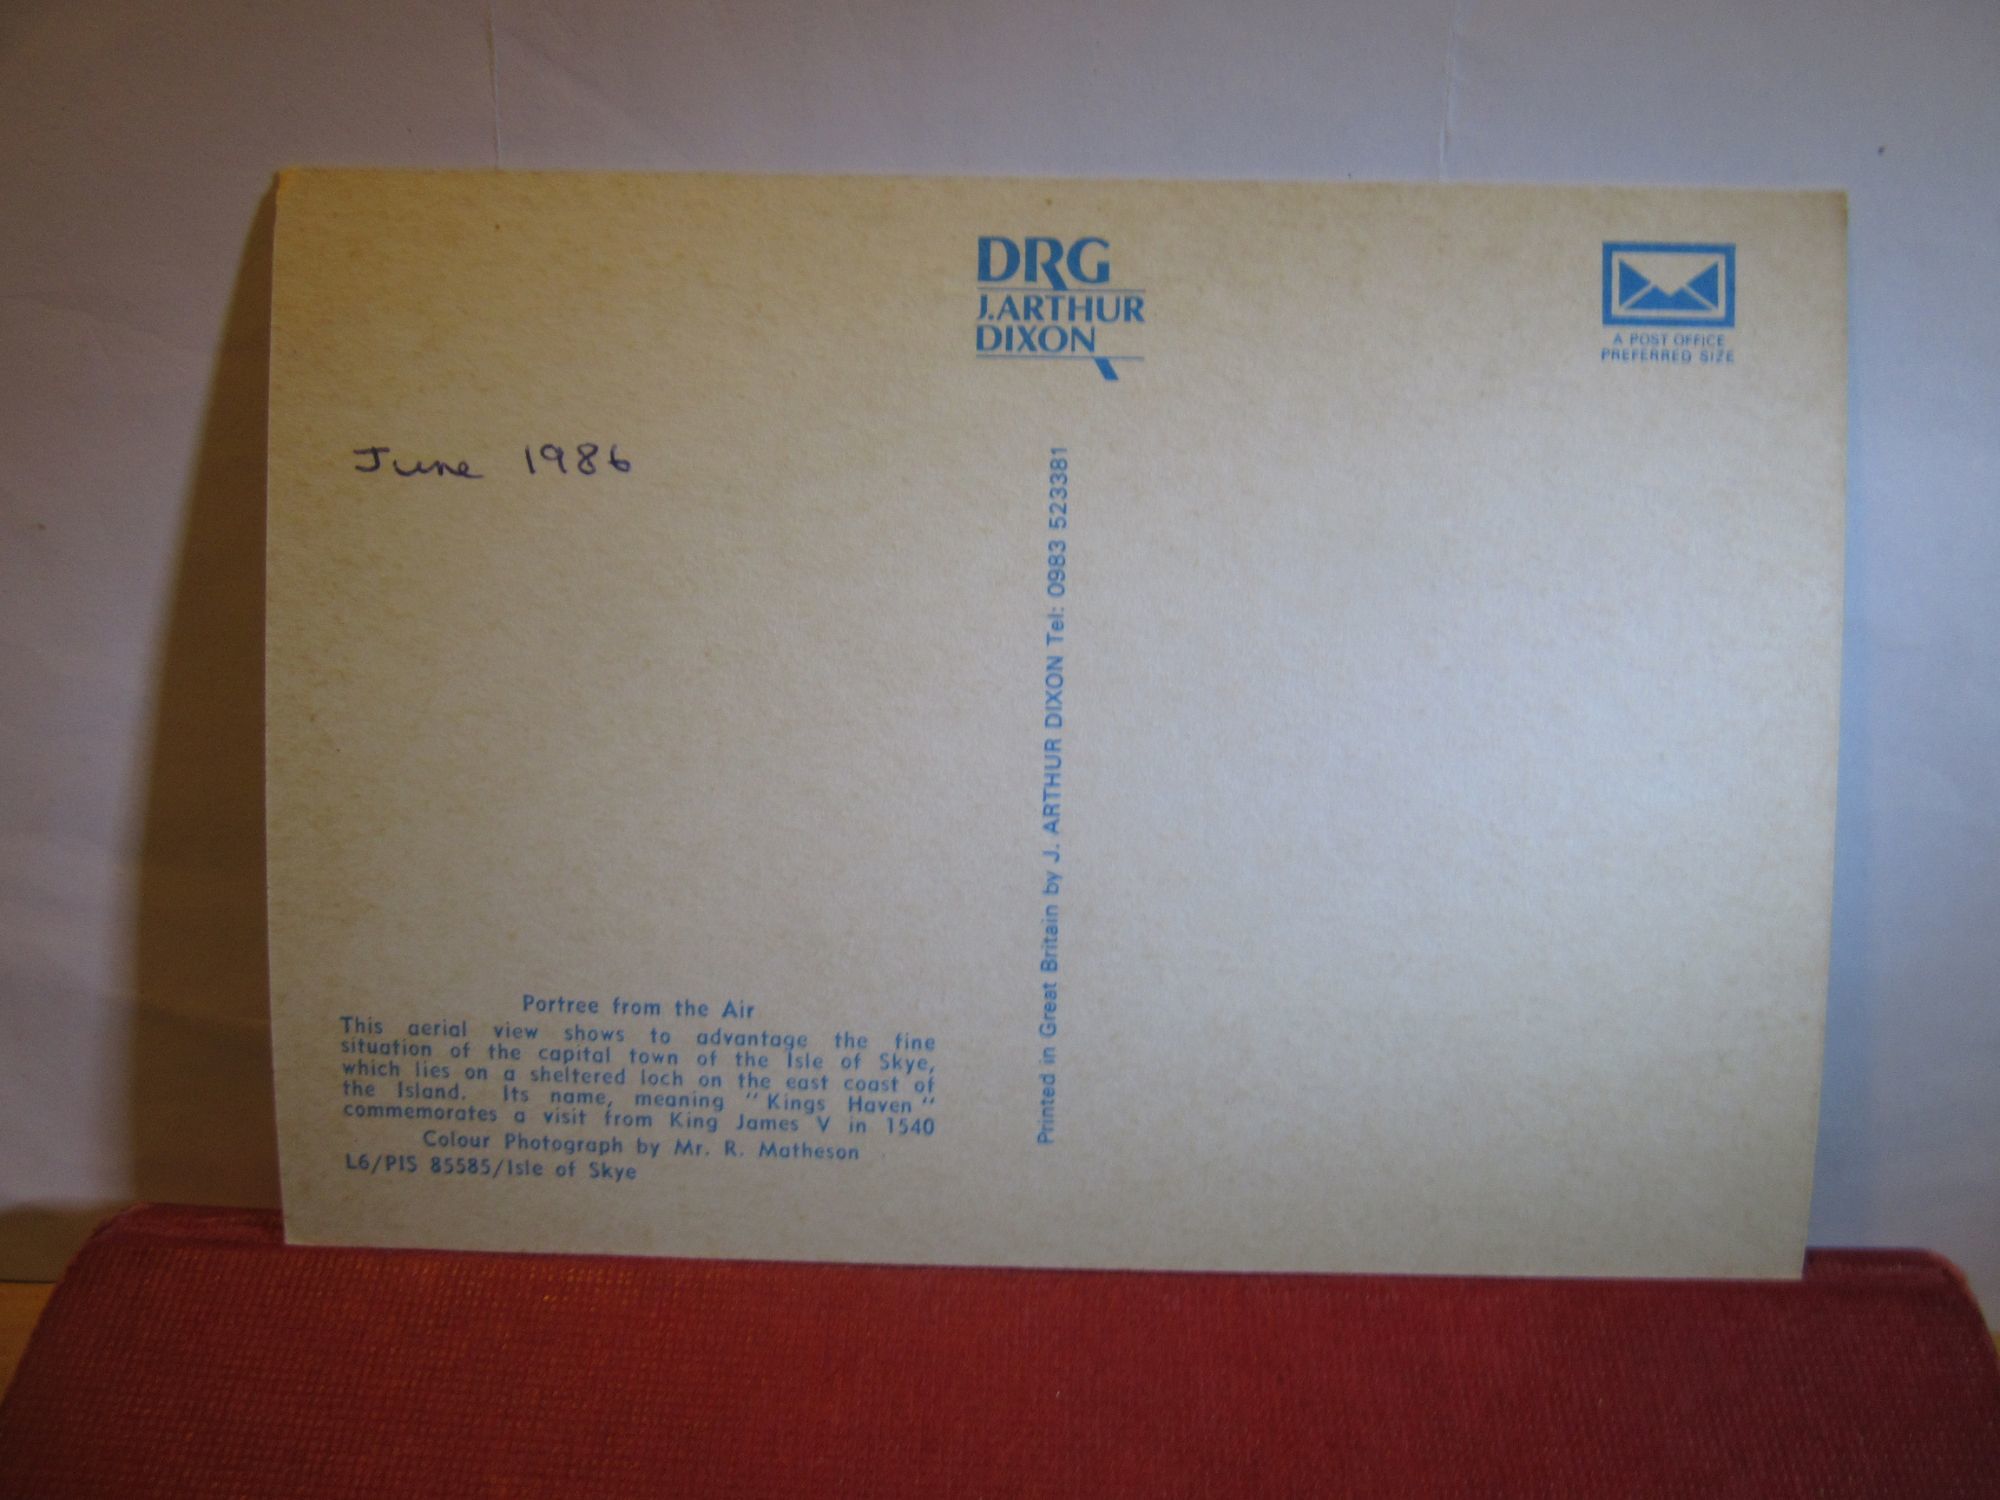 DRG
J.ARTHUR
DIXON
A POST OFFICE
PREFERRED SIZE
June 1986
Printed in Great Britain by J. ARTHUR DIXON Tel: 0983 523381
Portree from the Air
This aerial view shows to advantage the fine
situation of the capital town of the Isle of Skye,
which lies on a sheltered loch on the east coast of
the Island. Its name, meaning "Kings Haven"
commemorates a visit from King James V in 1540
Colour Photograph by Mr. R. Matheson
L6/PIS 85585/Isle of Skye